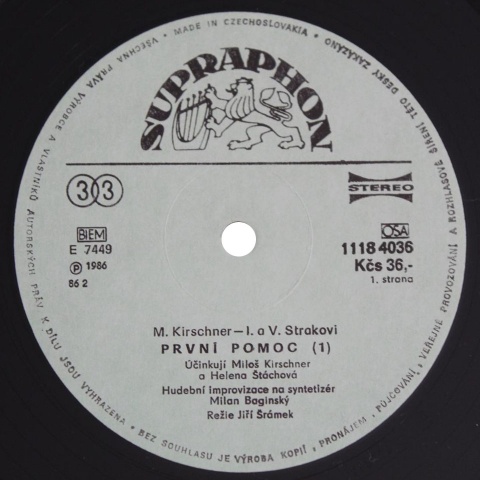 • MADE IN CZECHOSLOVAKIA • VŠECHNA PRÁVA VÝROBCE A VLASTNÍKŮ AUTORSKÝCH PRÁV K DÍLU JSOU VYHRAZENA • BEZ SOUHLASU JE VÝROBA KOPIÍ, PRONÁJEM, PŮJČOVÁNÍ, VEŘEJNÉ PROVOZOVÁNÍ A ROZHLASOVÉ ŠÍŘENÍ TÉTO DESKY ZAKÁZÁNO
SUPRAPHON
33
STEREO
BIEM
OSA
E 7449
1118 4036
℗ 1986
Kčs 36,-
86 2
1. strana
M. Kirschner – I. a V. Strakovi
PRVNÍ POMOC (1)
Účinkují Miloš Kirschner
a Helena Štáchová
Hudební improvizace na syntetizér
Milan Baginský
Režie Jiří Šrámek